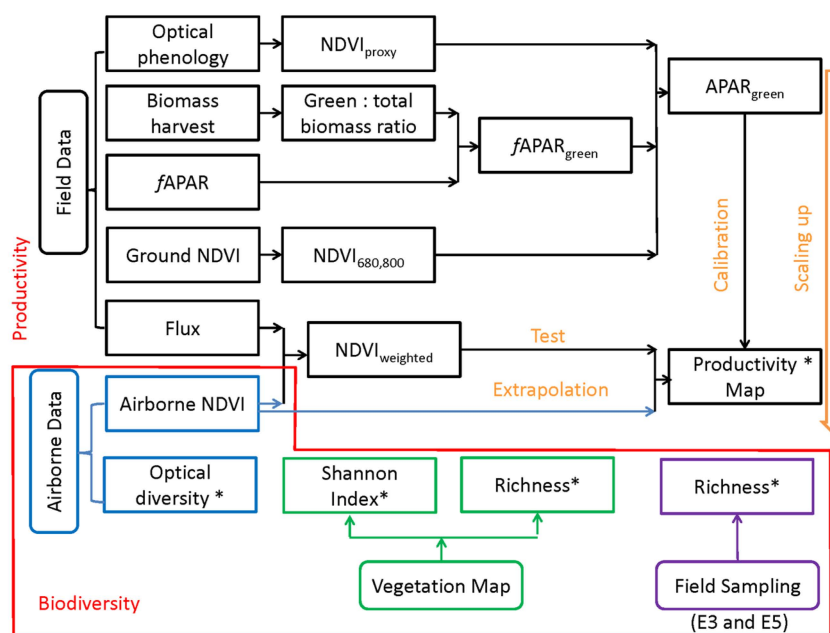 Optical
phenology
NDVIproxy
APARgreen
Biomass
harvest
Green : total
biomass ratio
fAPARgreen
fAPAR
Field Data
Ground NDVI
NDVI680,800
Calibration
Scaling up
Productivity
Flux
NDVIweighted
Test
Productivity *
Map
Airborne Data
Airborne NDVI
Extrapolation
Optical
diversity *
Shannon
Index*
Richness*
Richness*
Vegetation Map
Field Sampling
(E3 and E5)
Biodiversity